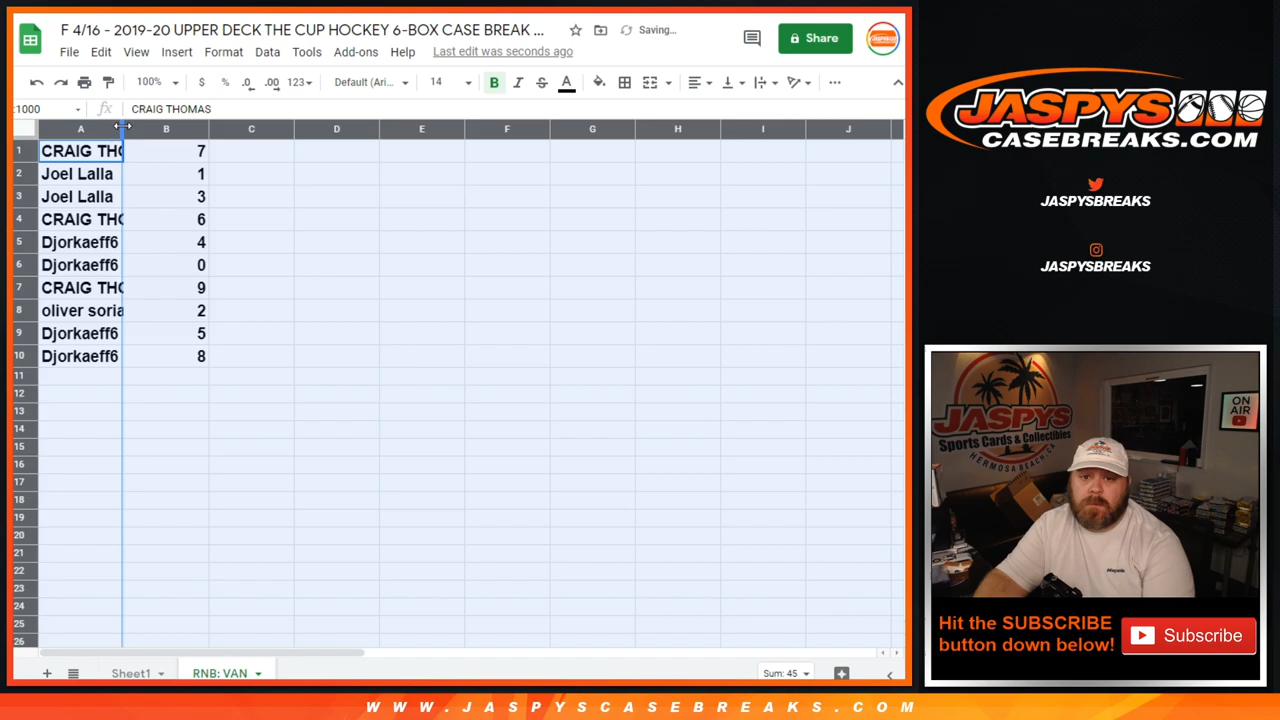 F 4/16 - 2019-20 UPPER DECK THE CUP HOCKEY 6-BOX CASE BREAK ...
Saving...
Share
File Edit View Insert Format Data Tools Add-ons Help Last edit was seconds ago
100% $ % .0 .00 123 Default (Ari... 14 B I S A
:1000 fx CRAIG THOMAS
A B C D E F G H I J
1 CRAIG THO 7
2 Joel Lalla 1
3 Joel Lalla 3
4 CRAIG THO 6
5 Djorkaeff6 4
6 Djorkaeff6 0
7 CRAIG THO 9
8 oliver soria 2
9 Djorkaeff6 5
10 Djorkaeff6 8
11
12
13
14
15
16
17
18
19
20
21
22
23
24
25
26
Sheet1 RNB: VAN Sum: 45
JASPYS
CASEBREAKS.COM
JASPYSBREAKS
JASPYSBREAKS
JASPYS
Sports Cards & Collectibles
HERMOSA BEACH, CA
ON
AIR
Hit the SUBSCRIBE
button down below!
Subscribe
WWW.JASPYSCASEBREAKS.COM